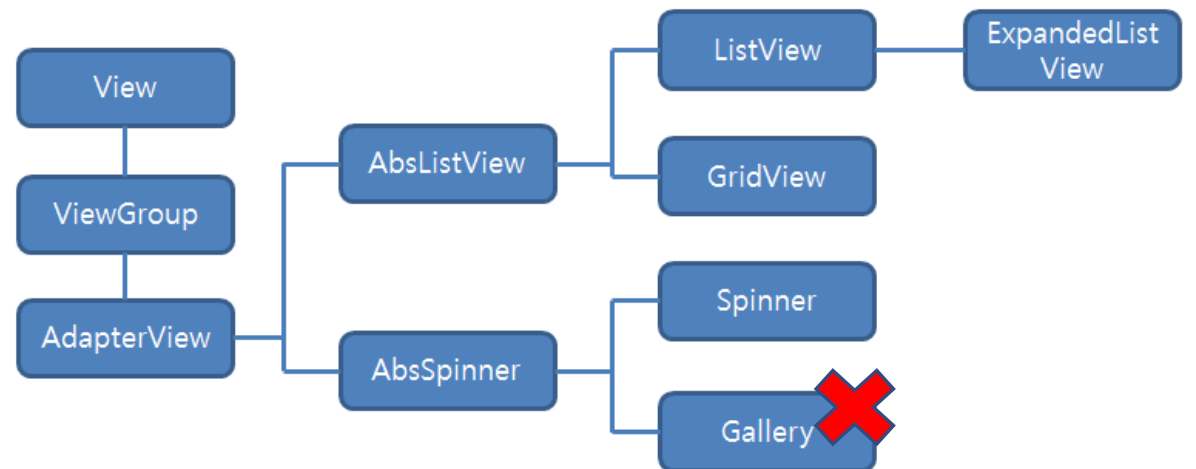 View
ViewGroup
AdapterView
AbsListView
AbsSpinner
ListView
GridView
Spinner
Gallery
ExpandedList
View